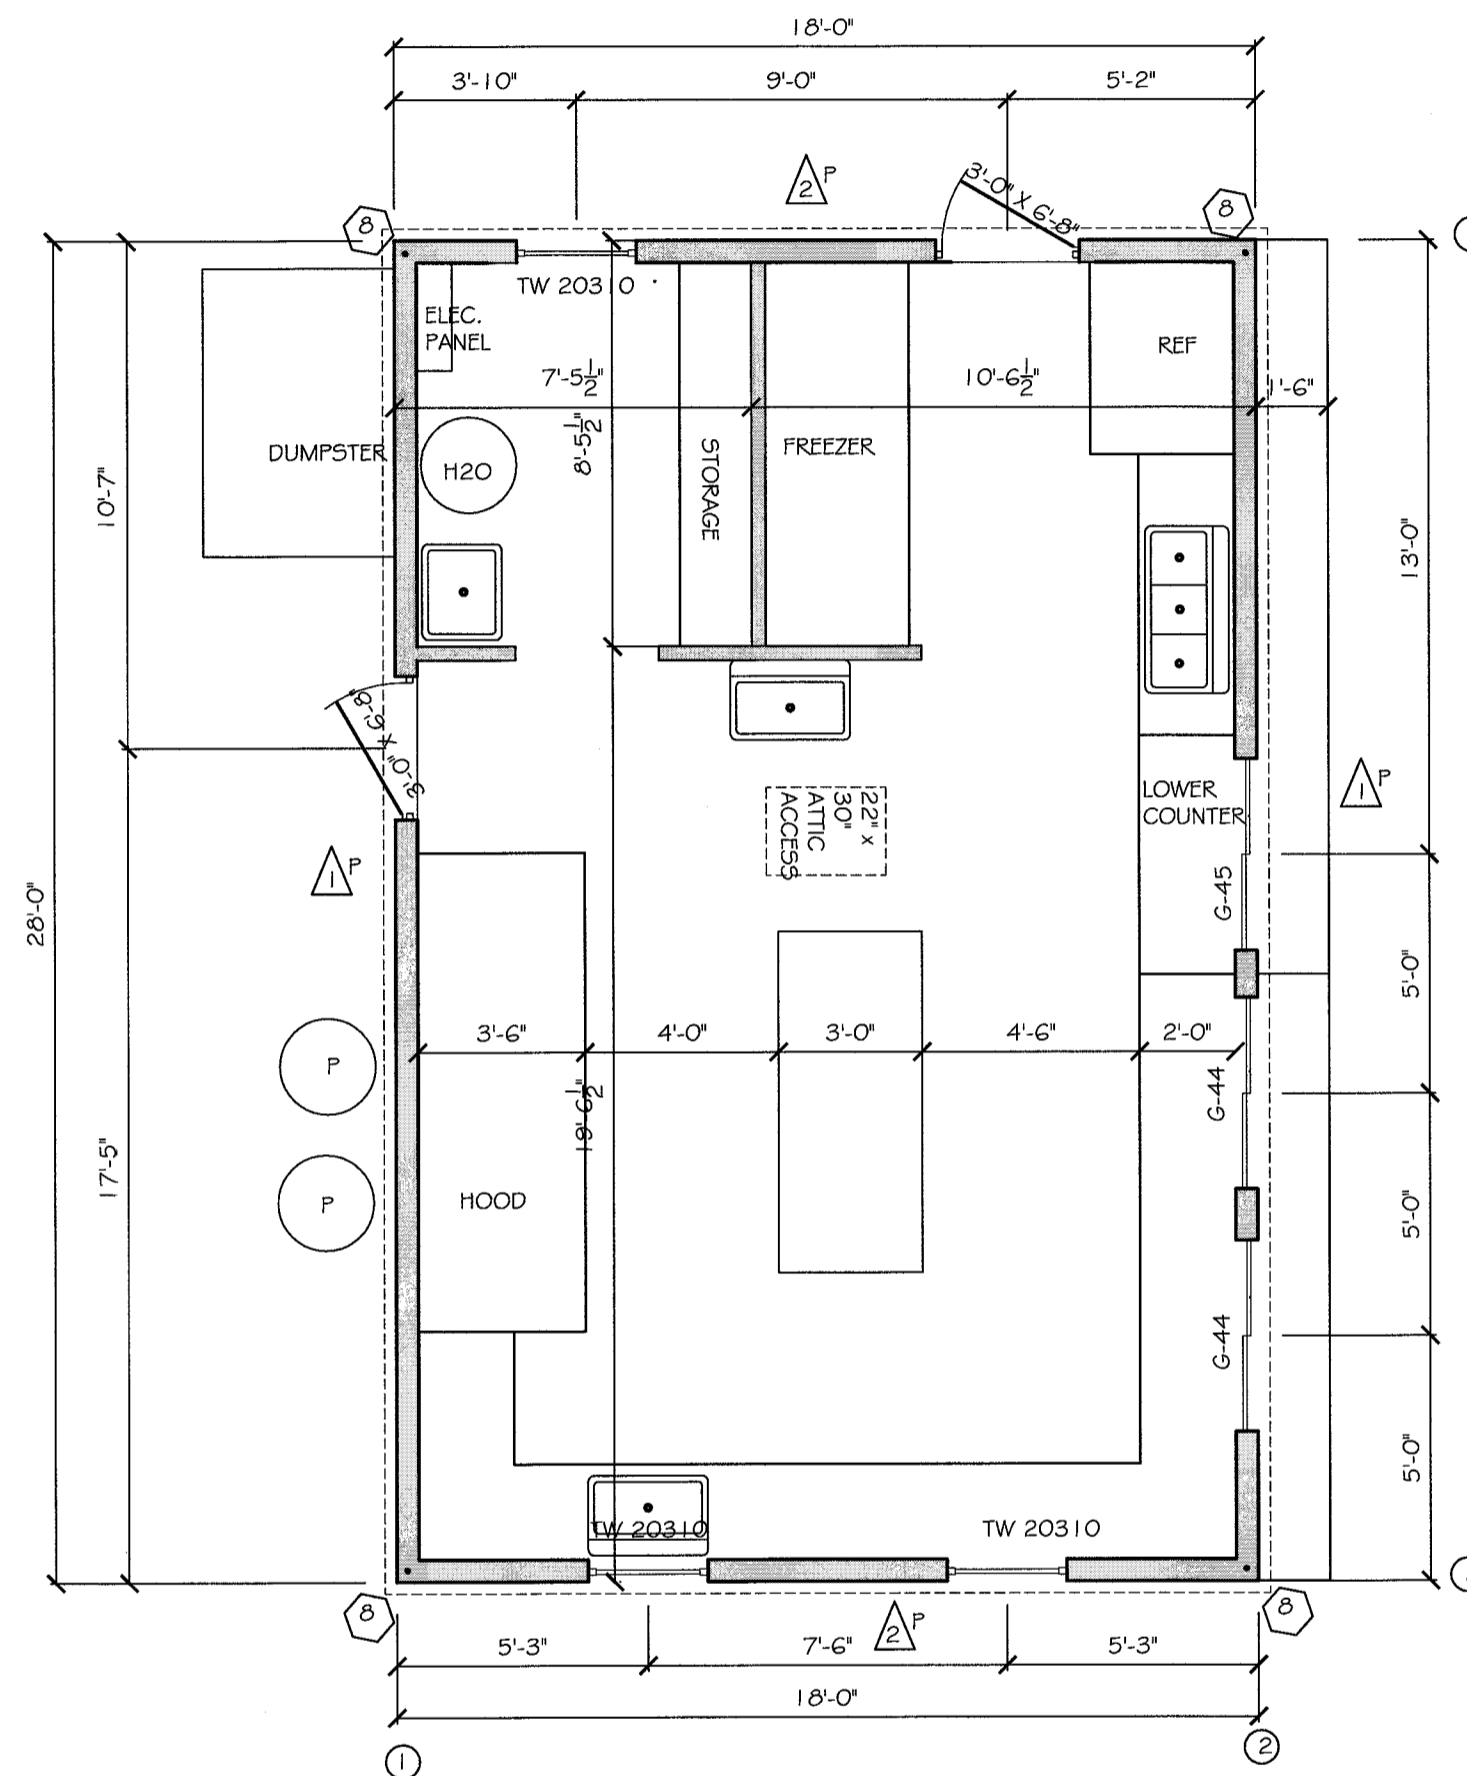 18'-0"
3'-10"
9'-0"
5'-2"
2 P
3'-0" X 6'-8"
8
8
TW 20310
ELEC.
PANEL
REF
7'-5 1/2"
10'-6 1/2"
1'-6"
8'-5 1/2"
DUMPSTER
H2O
STORAGE
FREEZER
10'-7"
13'-0"
3'-0" X 6'-8"
22" X
30"
ATTIC
ACCESS
LOWER
COUNTER
1 P
1 P
28'-0"
G-45
5'-0"
3'-6"
4'-0"
3'-0"
4'-6"
2'-0"
P
G-44
19'-6 1/2"
17'-5"
P
HOOD
5'-0"
G-44
5'-0"
TW 20310
TW 20310
8
8
5'-3"
7'-6"
2 P
5'-3"
18'-0"
1
2